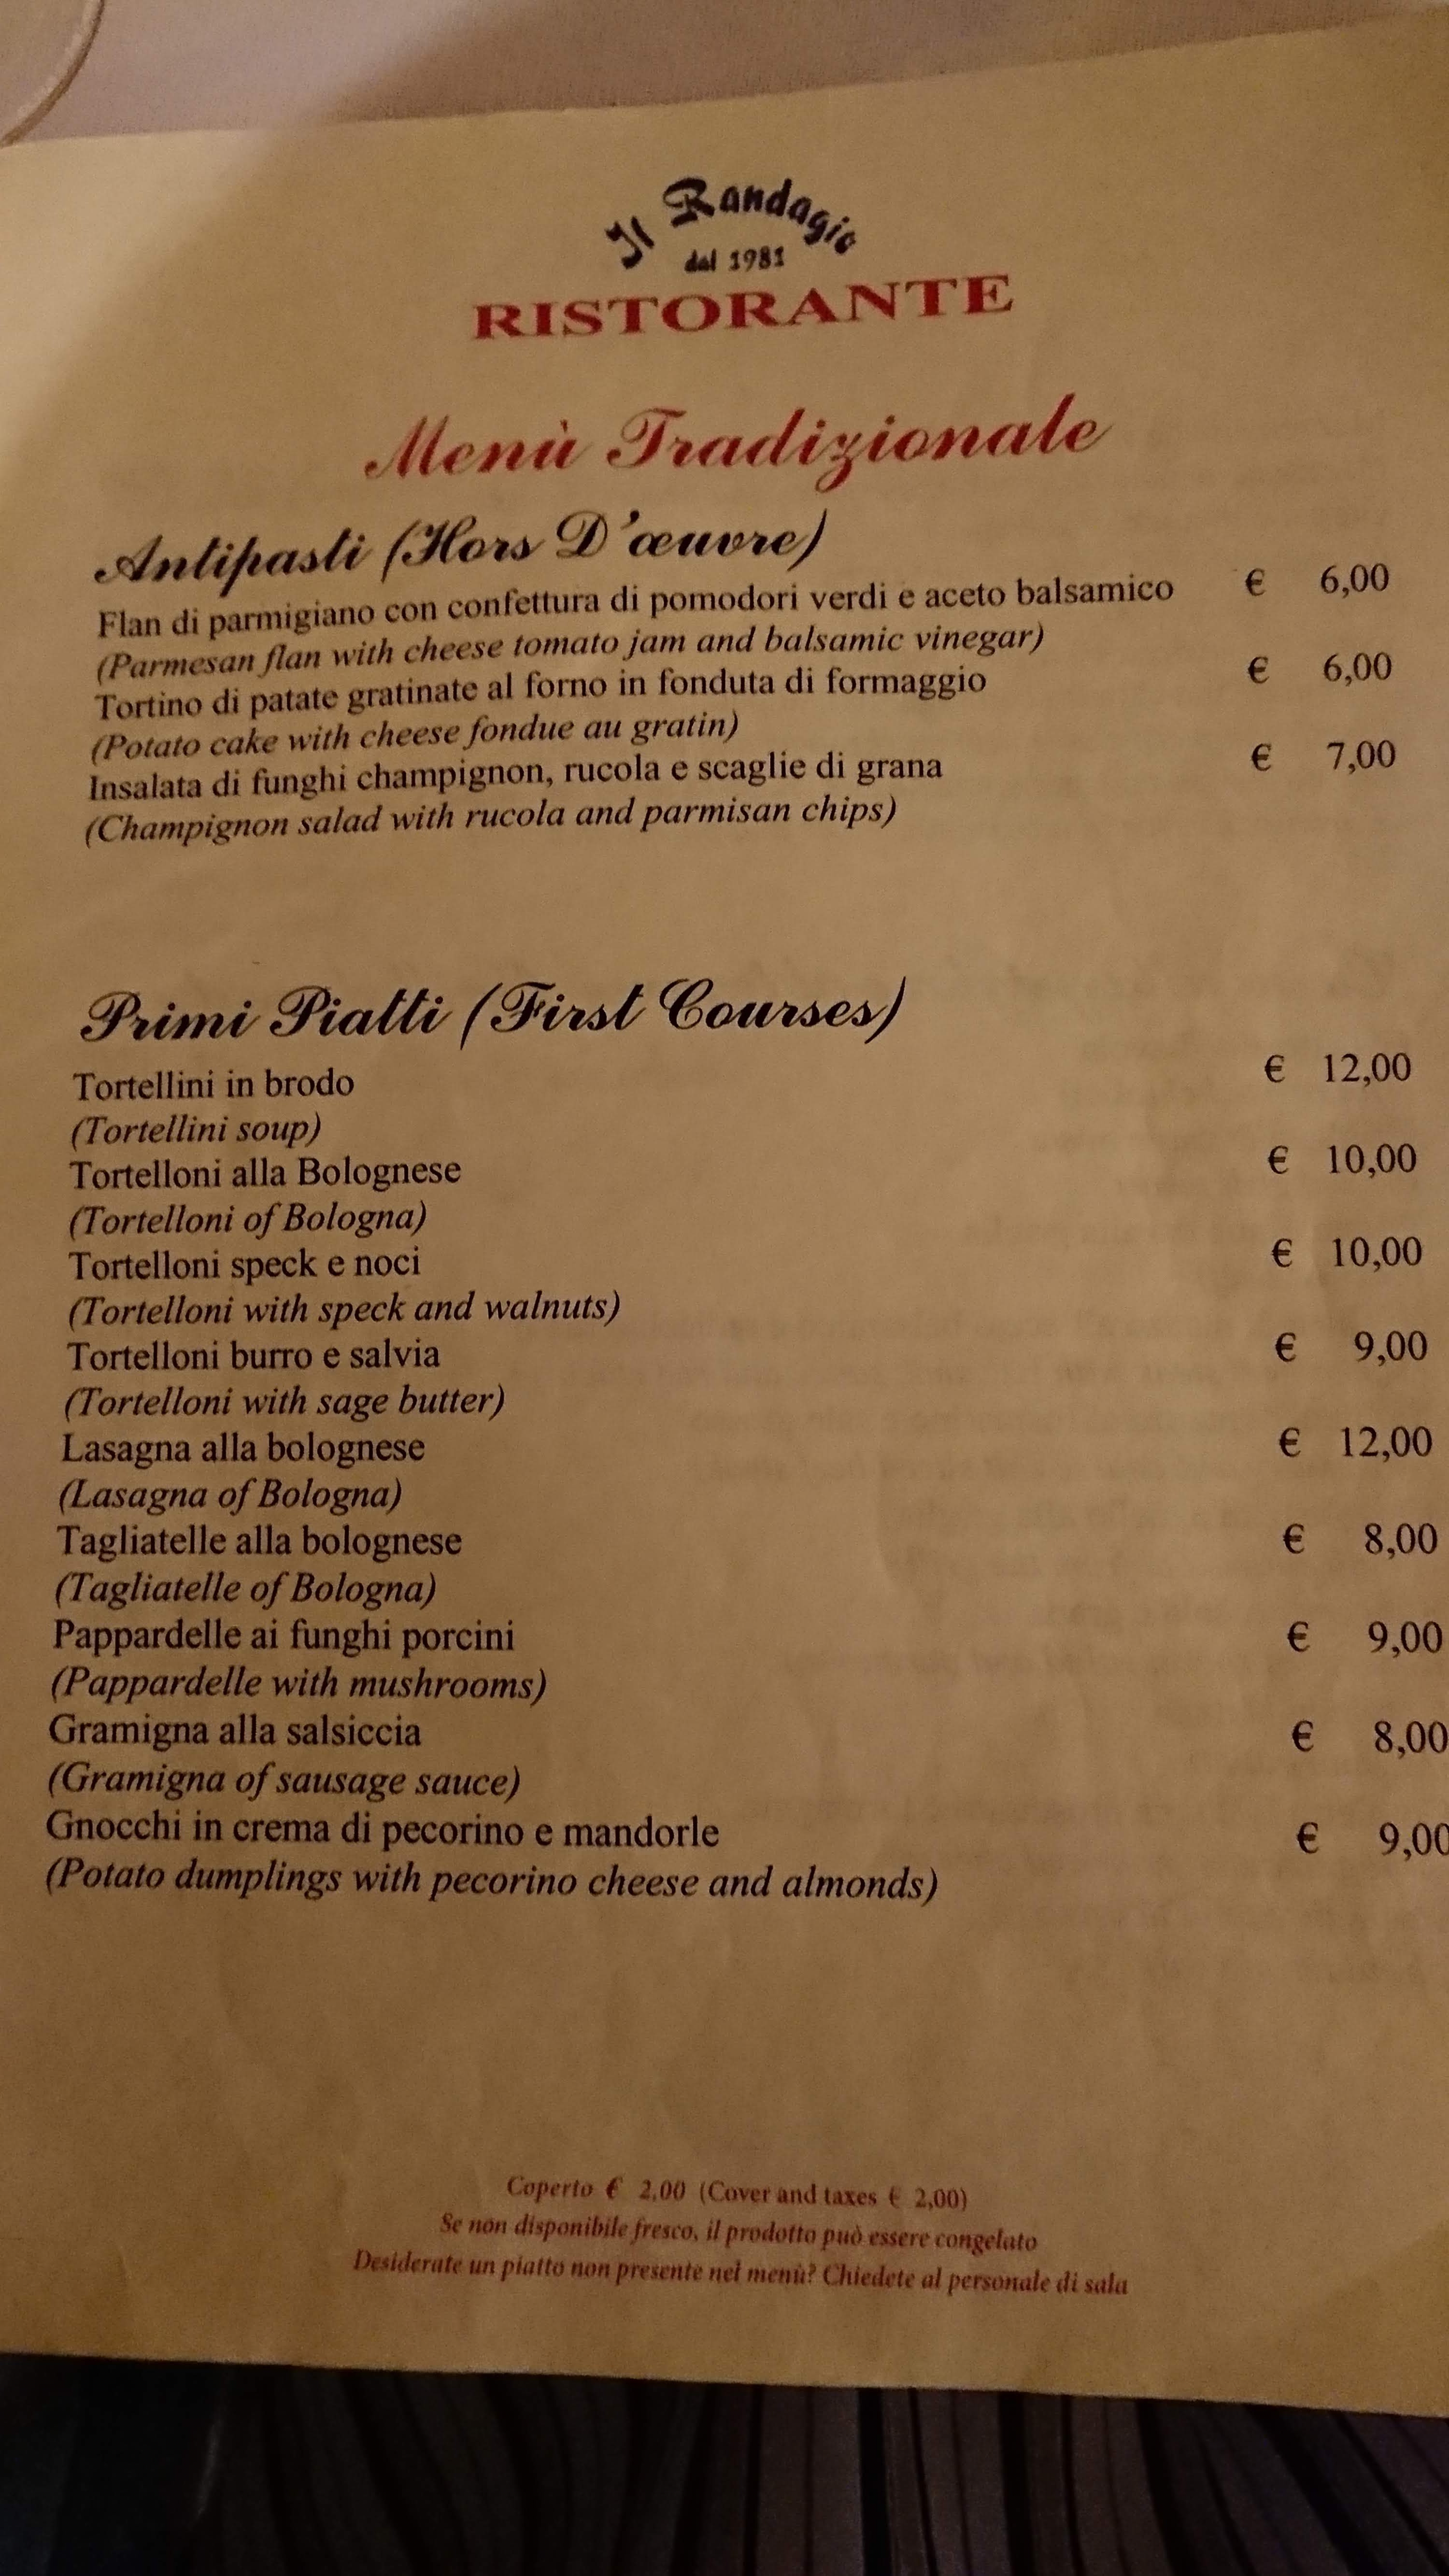 Il Randagio
dal 1981
RISTORANTE
Menù Tradizionale
Antipasti (Hors D'œuvre)
Flan di parmigiano con confettura di pomodori verdi e aceto balsamico € 6,00
(Parmesan flan with cheese tomato jam and balsamic vinegar)
Tortino di patate gratinate al forno in fonduta di formaggio € 6,00
(Potato cake with cheese fondue au gratin)
Insalata di funghi champignon, rucola e scaglie di grana € 7,00
(Champignon salad with rucola and parmisan chips)
Primi Piatti (First Courses)
Tortellini in brodo € 12,00
(Tortellini soup)
Tortelloni alla Bolognese € 10,00
(Tortelloni of Bologna)
Tortelloni speck e noci € 10,00
(Tortelloni with speck and walnuts)
Tortelloni burro e salvia € 9,00
(Tortelloni with sage butter)
Lasagna alla bolognese € 12,00
(Lasagna of Bologna)
Tagliatelle alla bolognese € 8,00
(Tagliatelle of Bologna)
Pappardelle ai funghi porcini € 9,00
(Pappardelle with mushrooms)
Gramigna alla salsiccia € 8,00
(Gramigna of sausage sauce)
Gnocchi in crema di pecorino e mandorle € 9,00
(Potato dumplings with pecorino cheese and almonds)
Coperto € 2,00 (Cover and taxes € 2,00)
Se non disponibile fresco, il prodotto può essere congelato
Desiderate un piatto non presente nel menù? Chiedete al personale di sala